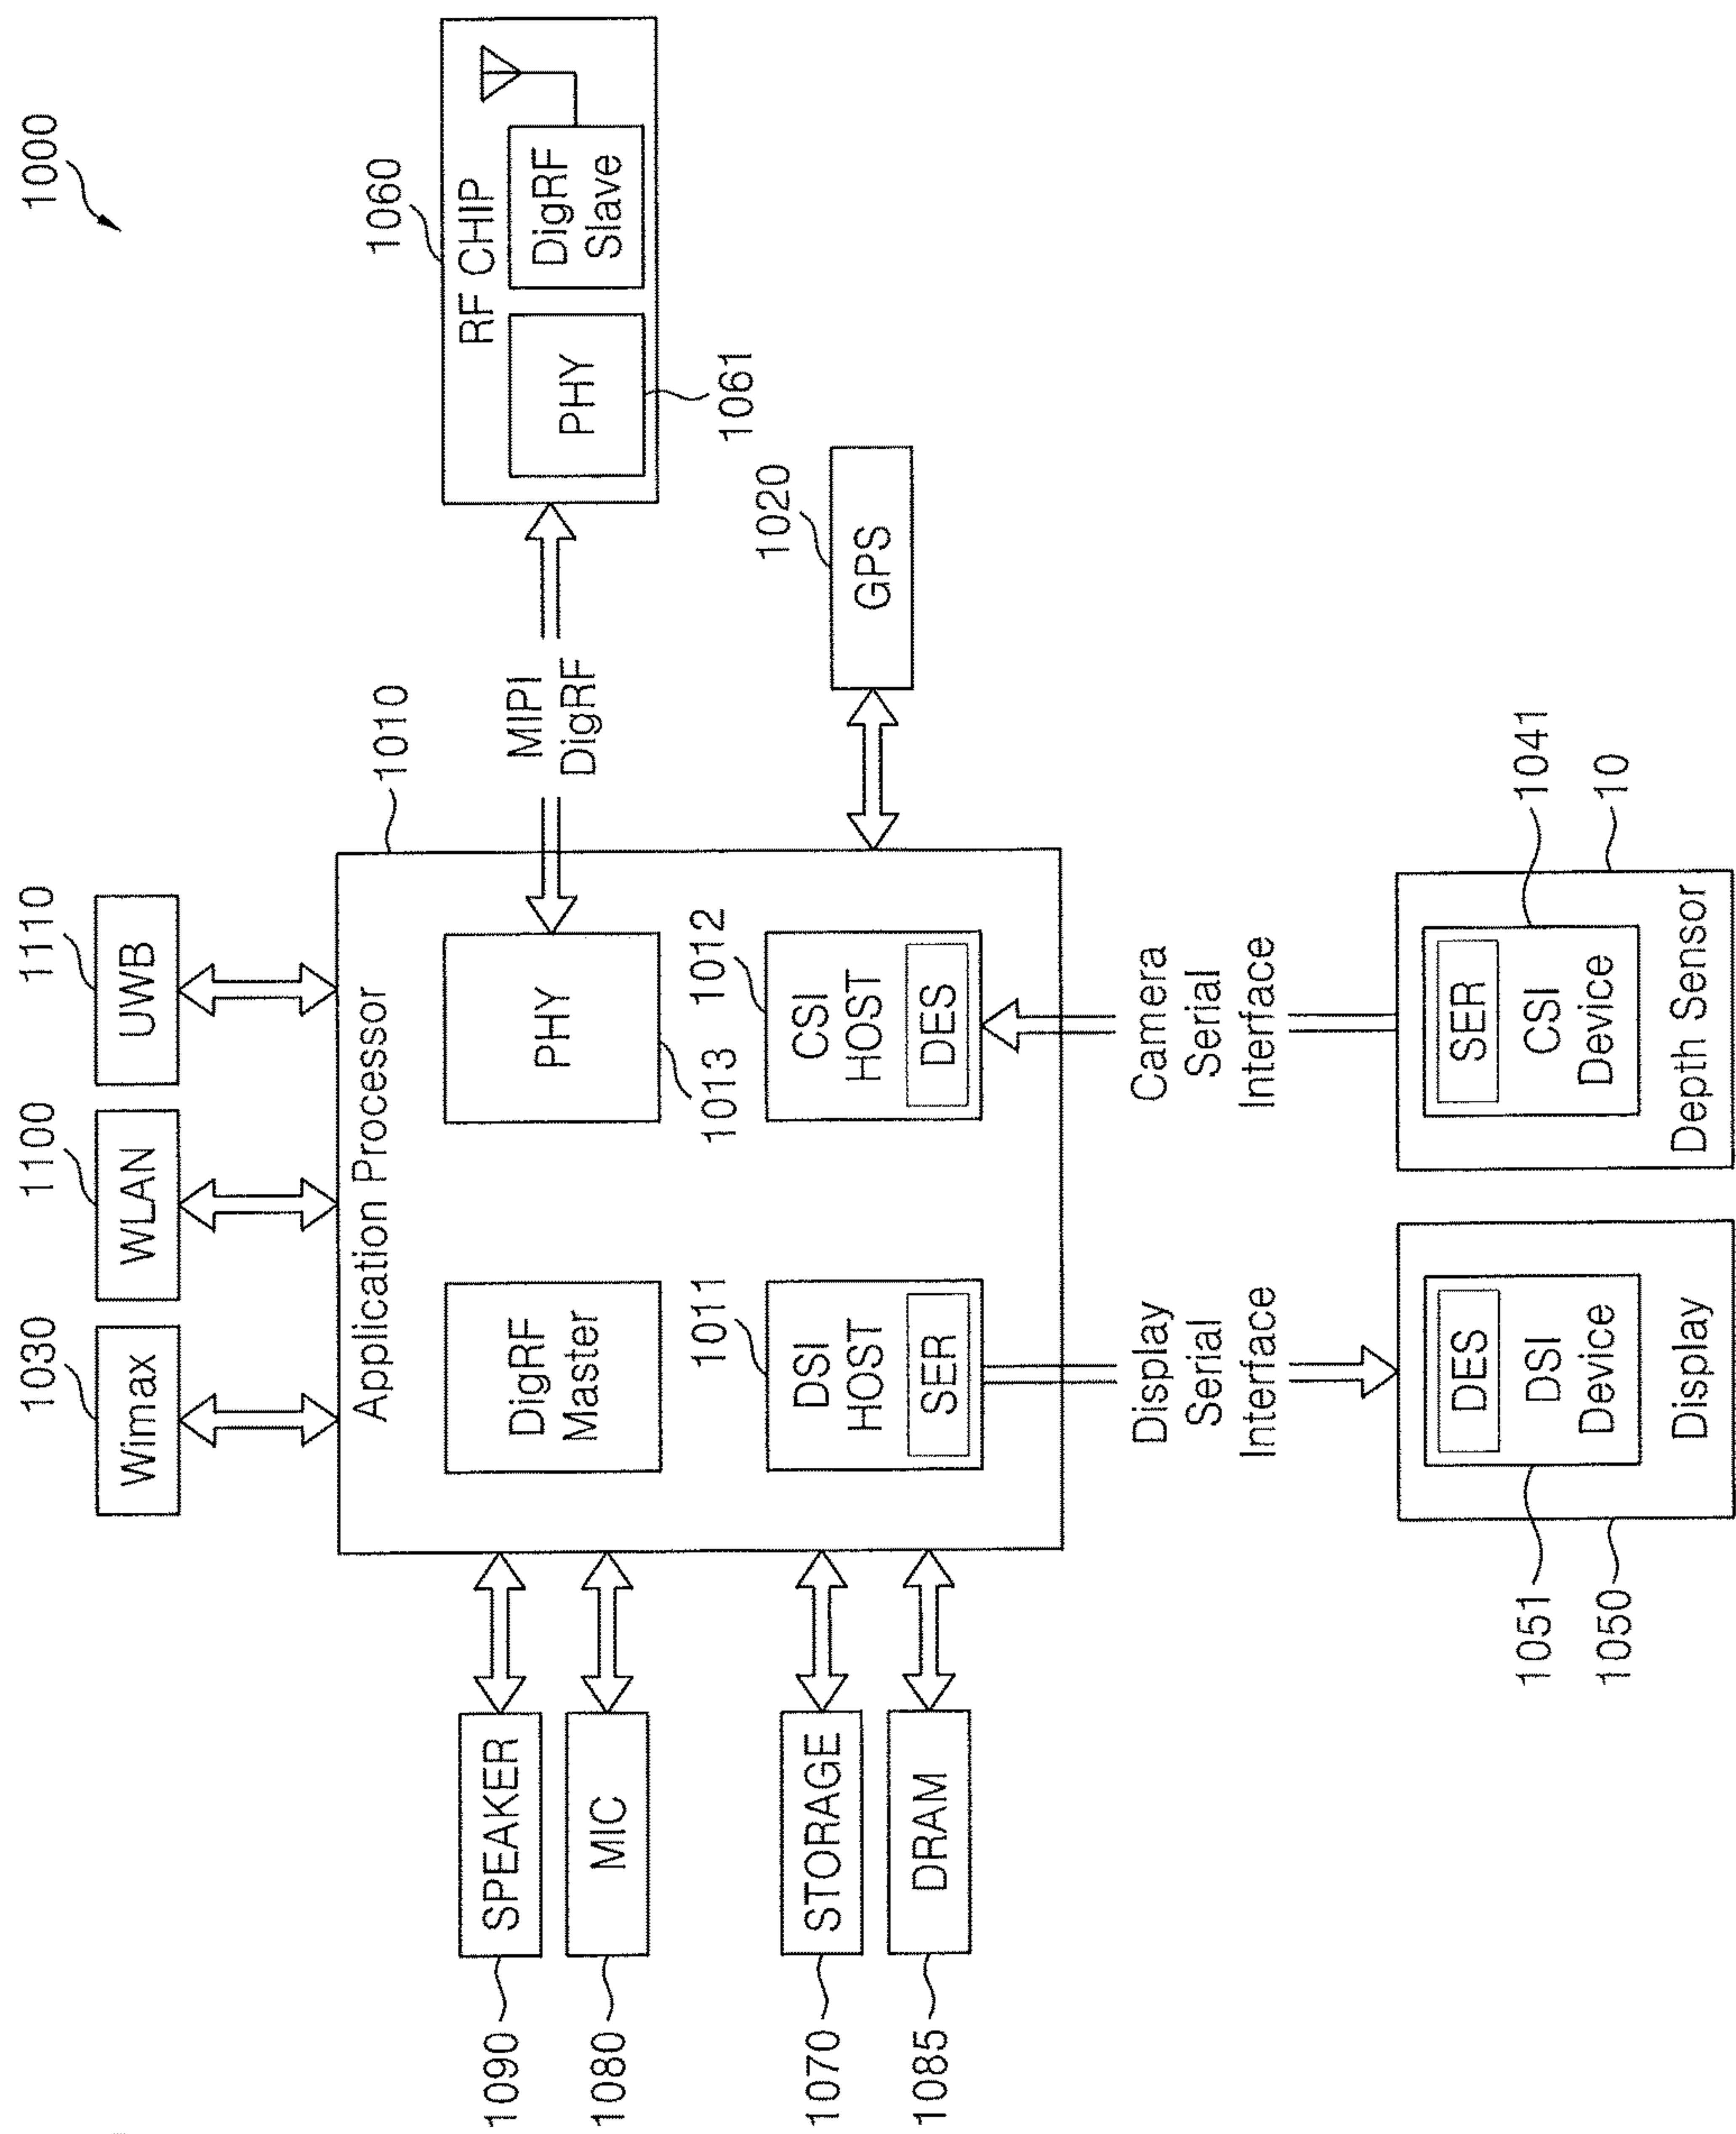 1000
1030
Wimax
1100
WLAN
1110
UWB
1010
Application Processor
DigRF
Master
PHY
1013
MIPI
DigRF
1060
RF CHIP
PHY
DigRF
Slave
1061
1090
SPEAKER
1080
MIC
1070
STORAGE
1085
DRAM
1011
DSI
HOST
SER
1012
CSI
HOST
DES
1020
GPS
Display
Serial
Interface
Camera
Serial
Interface
1051
1050
DES
DSI
Device
Display
SER
CSI
Device
Depth Sensor
1041
10